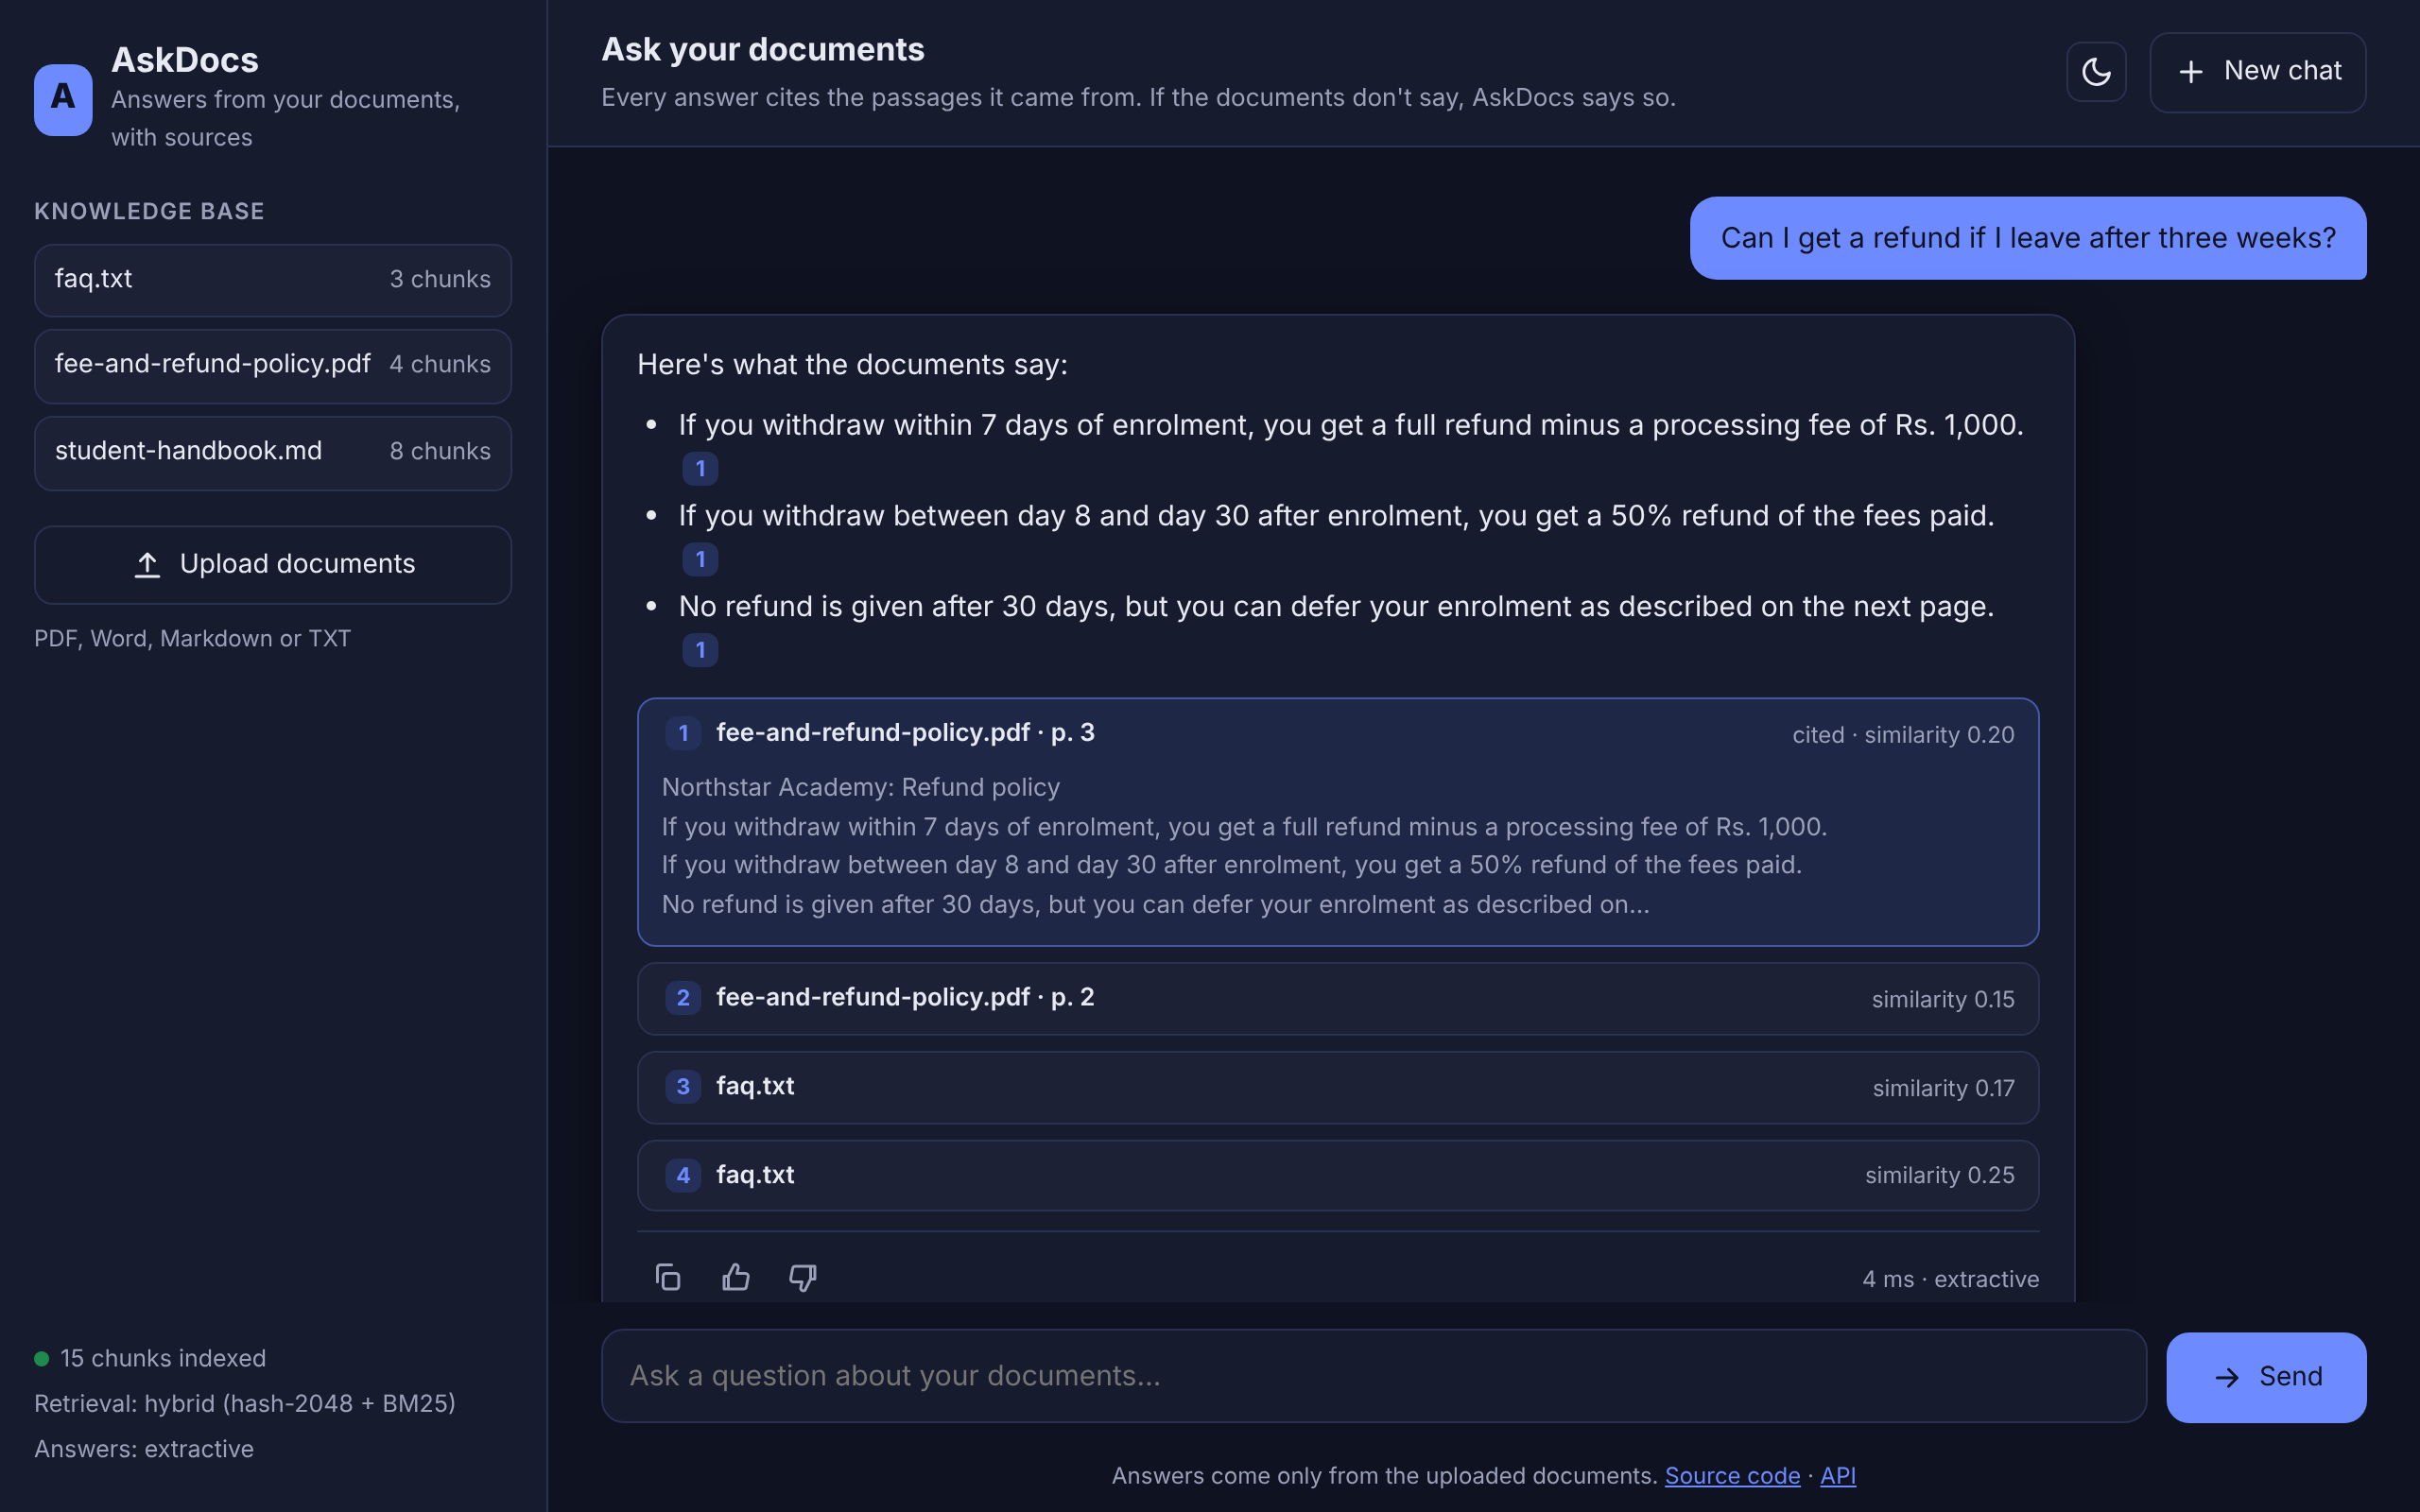 A
AskDocs
Answers from your documents,
with sources
KNOWLEDGE BASE
faq.txt 3 chunks
fee-and-refund-policy.pdf 4 chunks
student-handbook.md 8 chunks
Upload documents
PDF, Word, Markdown or TXT
15 chunks indexed
Retrieval: hybrid (hash-2048 + BM25)
Answers: extractive
Ask your documents
Every answer cites the passages it came from. If the documents don't say, AskDocs says so.
New chat
Can I get a refund if I leave after three weeks?
Here's what the documents say:
• If you withdraw within 7 days of enrolment, you get a full refund minus a processing fee of Rs. 1,000.
1
• If you withdraw between day 8 and day 30 after enrolment, you get a 50% refund of the fees paid.
1
• No refund is given after 30 days, but you can defer your enrolment as described on the next page.
1
1 fee-and-refund-policy.pdf · p. 3 cited · similarity 0.20
Northstar Academy: Refund policy
If you withdraw within 7 days of enrolment, you get a full refund minus a processing fee of Rs. 1,000.
If you withdraw between day 8 and day 30 after enrolment, you get a 50% refund of the fees paid.
No refund is given after 30 days, but you can defer your enrolment as described on...
2 fee-and-refund-policy.pdf · p. 2 similarity 0.15
3 faq.txt similarity 0.17
4 faq.txt similarity 0.25
4 ms · extractive
Ask a question about your documents...
Send
Answers come only from the uploaded documents. Source code · API